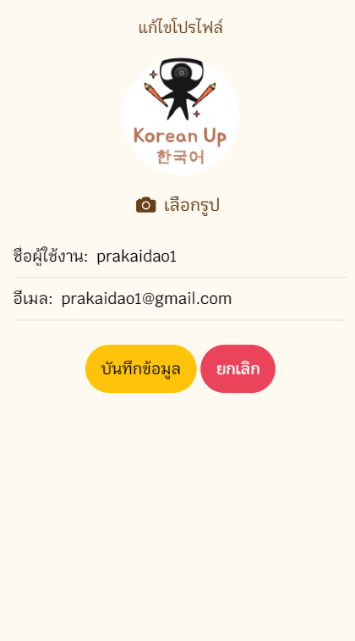 แก้ไขโปรไฟล์
Korean Up
한국어
เลือกรูป
ชื่อผู้ใช้งาน: prakaidao1
อีเมล: prakaidao1@gmail.com
บันทึกข้อมูล ยกเลิก